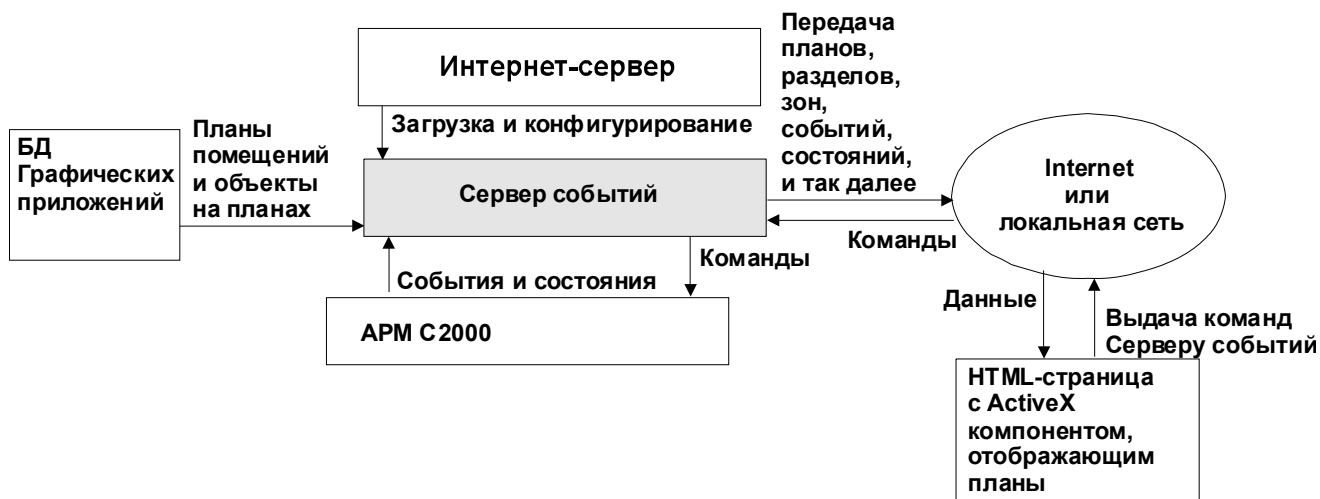 Интернет-сервер
Загрузка и конфигурирование
БД
Графических
приложений
Планы
помещений
и объекты
на планах
Сервер событий
События и состояния
Команды
АРМ С2000
Передача
планов,
разделов,
зон,
событий,
состояний,
и так далее
Команды
Internet
или
локальная сеть
Данные
Выдача команд
Серверу событий
HTML-страница
с ActiveX
компонентом,
отображающим
планы